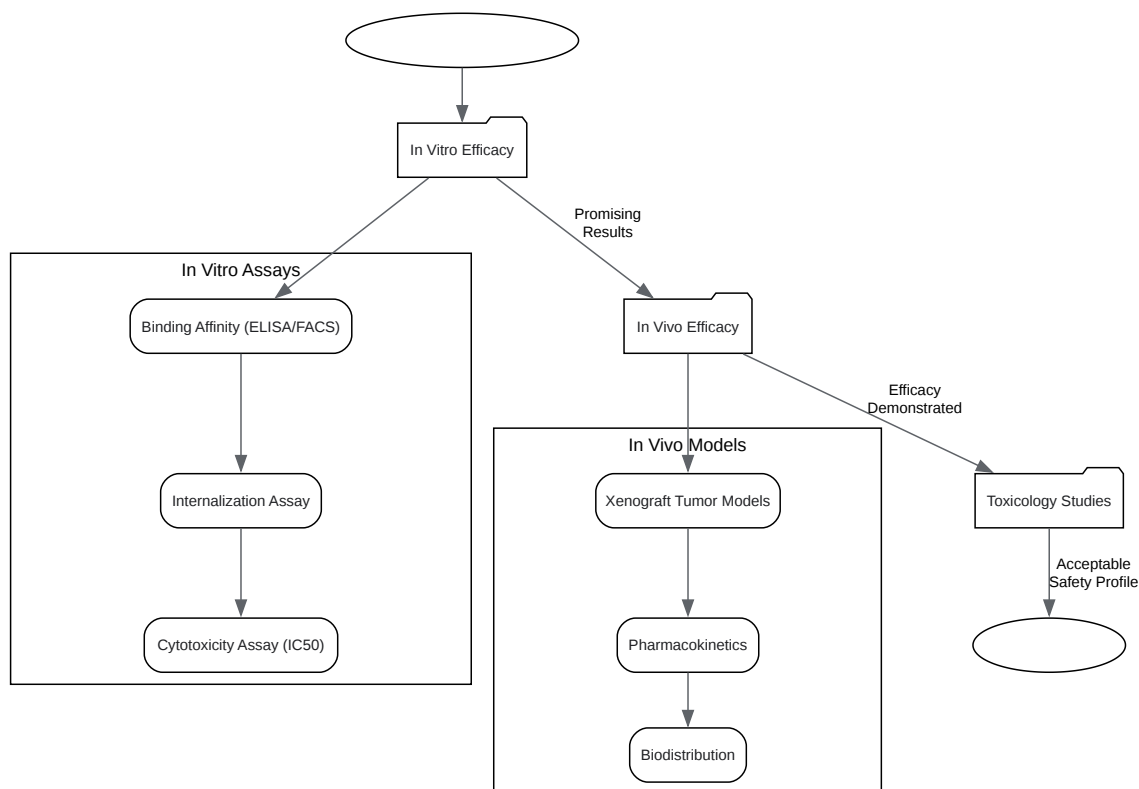 In Vitro Efficacy
Promising
Results
In Vitro Assays
Binding Affinity (ELISA/FACS)
In Vivo Efficacy
Efficacy
Demonstrated
In Vivo Models
Internalization Assay
Xenograft Tumor Models
Toxicology Studies
Acceptable
Safety Profile
Cytotoxicity Assay (IC50)
Pharmacokinetics
Biodistribution